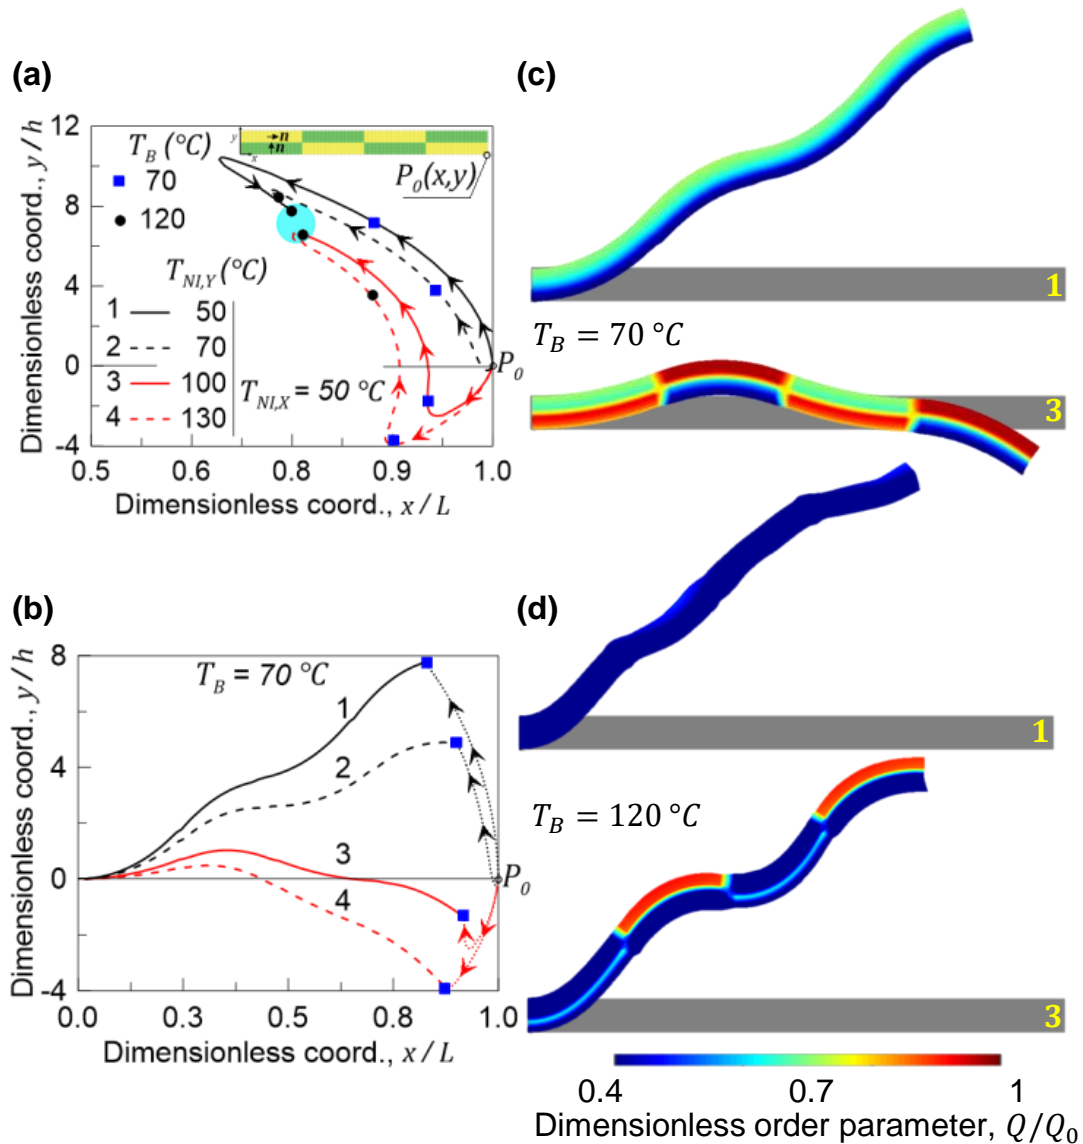 (a)
Dimensionless coord., y/h
12
8
4
0
-4
T_B (°C)
70
120
T_NI,Y (°C)
1 50
2 70
3 100
4 130
T_NI,X = 50 °C
y
x
n
n
P_0(x,y)
P_0
0.5 0.6 0.7 0.8 0.9 1.0
Dimensionless coord., x/L
(b)
Dimensionless coord., y/h
8
4
0
-4
T_B = 70 °C
1
2
3
4
P_0
0.0 0.3 0.5 0.8 1.0
Dimensionless coord., x/L
(c)
1
T_B = 70 °C
3
(d)
1
T_B = 120 °C
3
0.4 0.7 1
Dimensionless order parameter, Q/Q_0